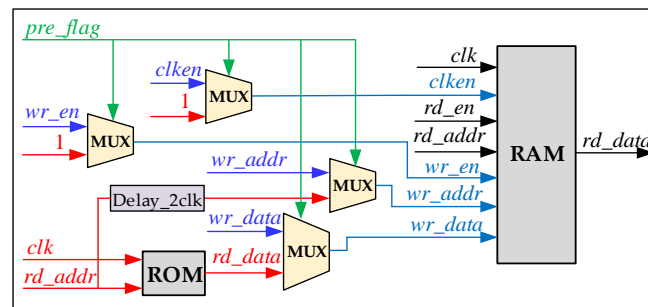 pre_flag
clk
clken
clken
1
MUX
rd_en
wr_en
1
MUX
rd_addr
RAM
rd_data
wr_addr
wr_en
MUX
Delay_2clk
wr_addr
wr_data
MUX
wr_data
clk
rd_addr
ROM
rd_data